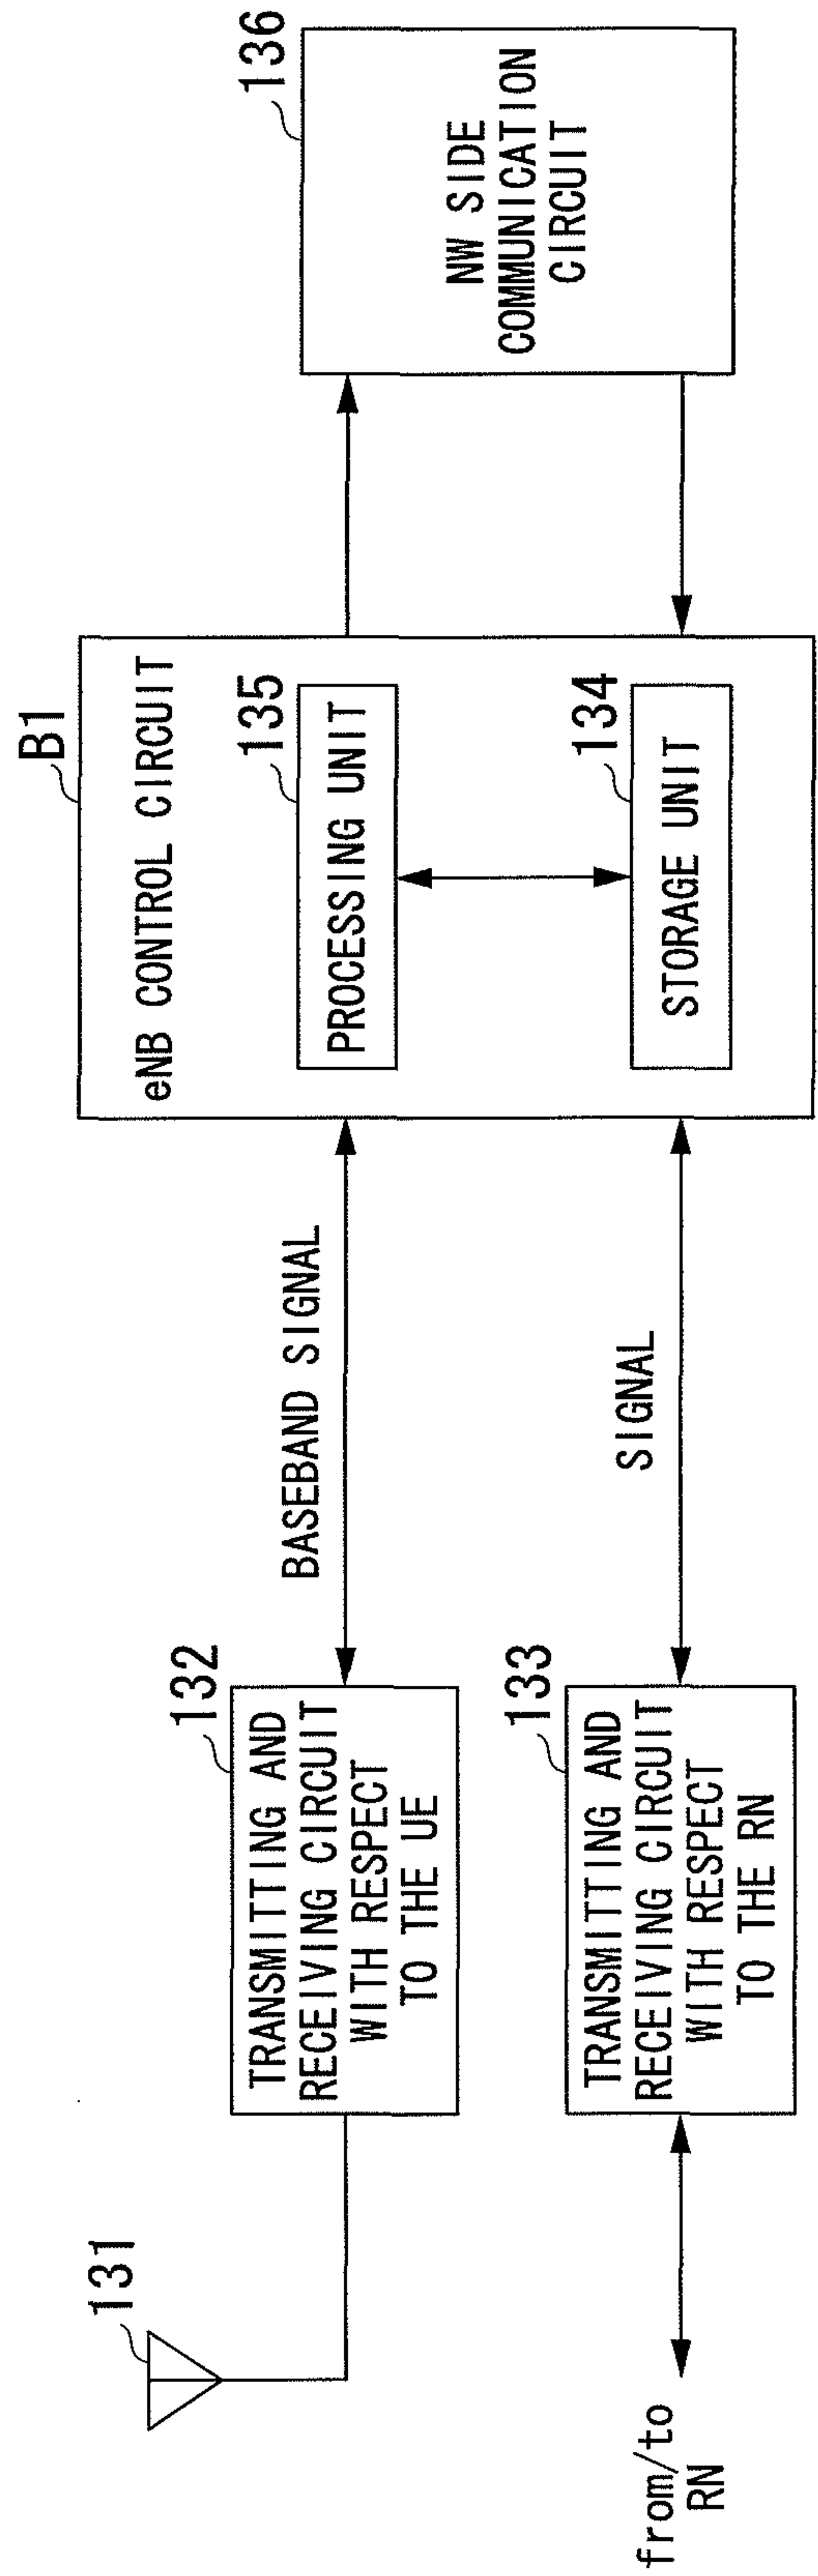 131
132
TRANSMITTING AND
RECEIVING CIRCUIT
WITH RESPECT
TO THE UE
BASEBAND SIGNAL
from/to
RN
133
TRANSMITTING AND
RECEIVING CIRCUIT
WITH RESPECT
TO THE RN
SIGNAL
B1
eNB CONTROL CIRCUIT
135
PROCESSING UNIT
134
STORAGE UNIT
136
NW SIDE
COMMUNICATION
CIRCUIT